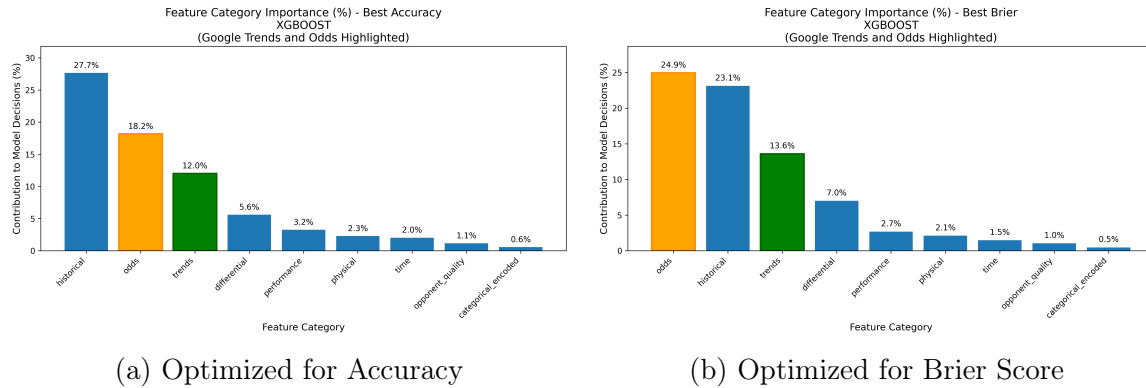 Feature Category Importance (%) - Best Accuracy
XGBOOST
(Google Trends and Odds Highlighted)
Contribution to Model Decisions (%)
30
25
20
15
10
5
0
27.7%
18.2%
12.0%
5.6%
3.2%
2.3%
2.0%
1.1%
0.6%
historical
odds
trends
differential
performance
physical
time
opponent_quality
categorical_encoded
Feature Category
(a) Optimized for Accuracy
Feature Category Importance (%) - Best Brier
XGBOOST
(Google Trends and Odds Highlighted)
Contribution to Model Decisions (%)
25
20
15
10
5
0
24.9%
23.1%
13.6%
7.0%
2.7%
2.1%
1.5%
1.0%
0.5%
odds
historical
trends
differential
performance
physical
time
opponent_quality
categorical_encoded
Feature Category
(b) Optimized for Brier Score